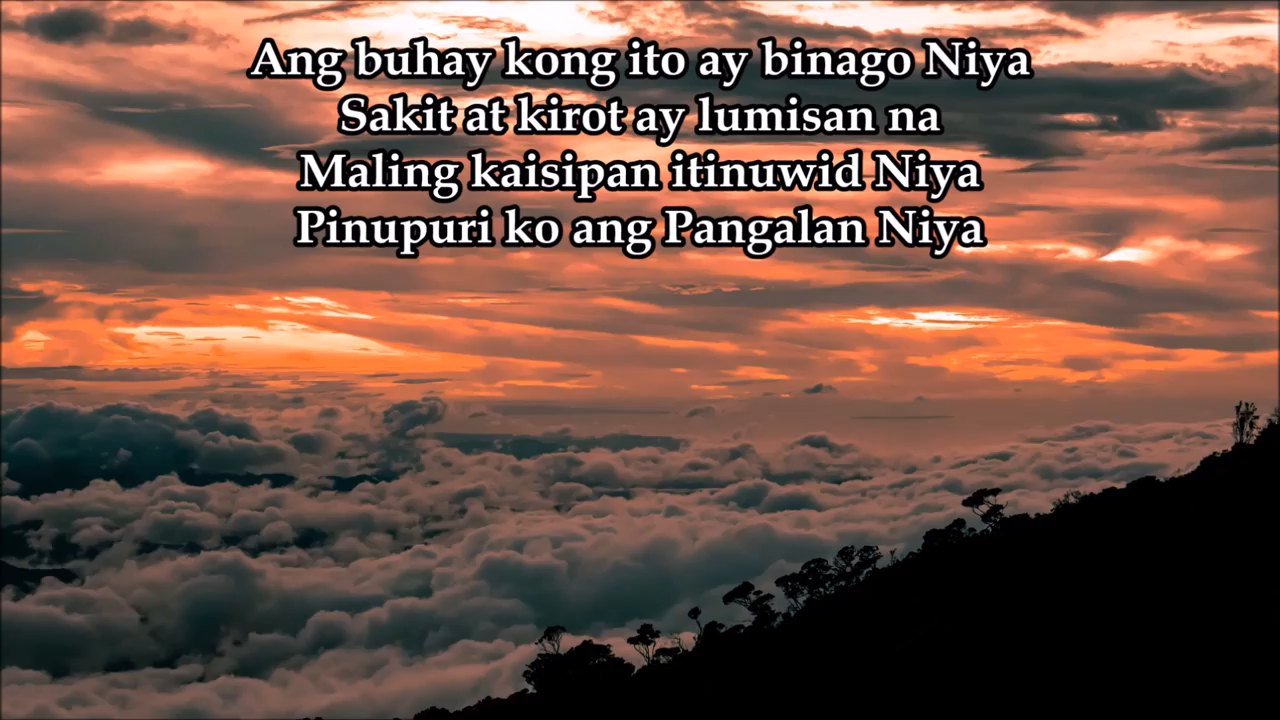 Ang buhay kong ito ay binago Niya
Sakit at kirot ay lumisan na
Maling kaisipan itinuwid Niya
Pinupuri ko ang Pangalan Niya